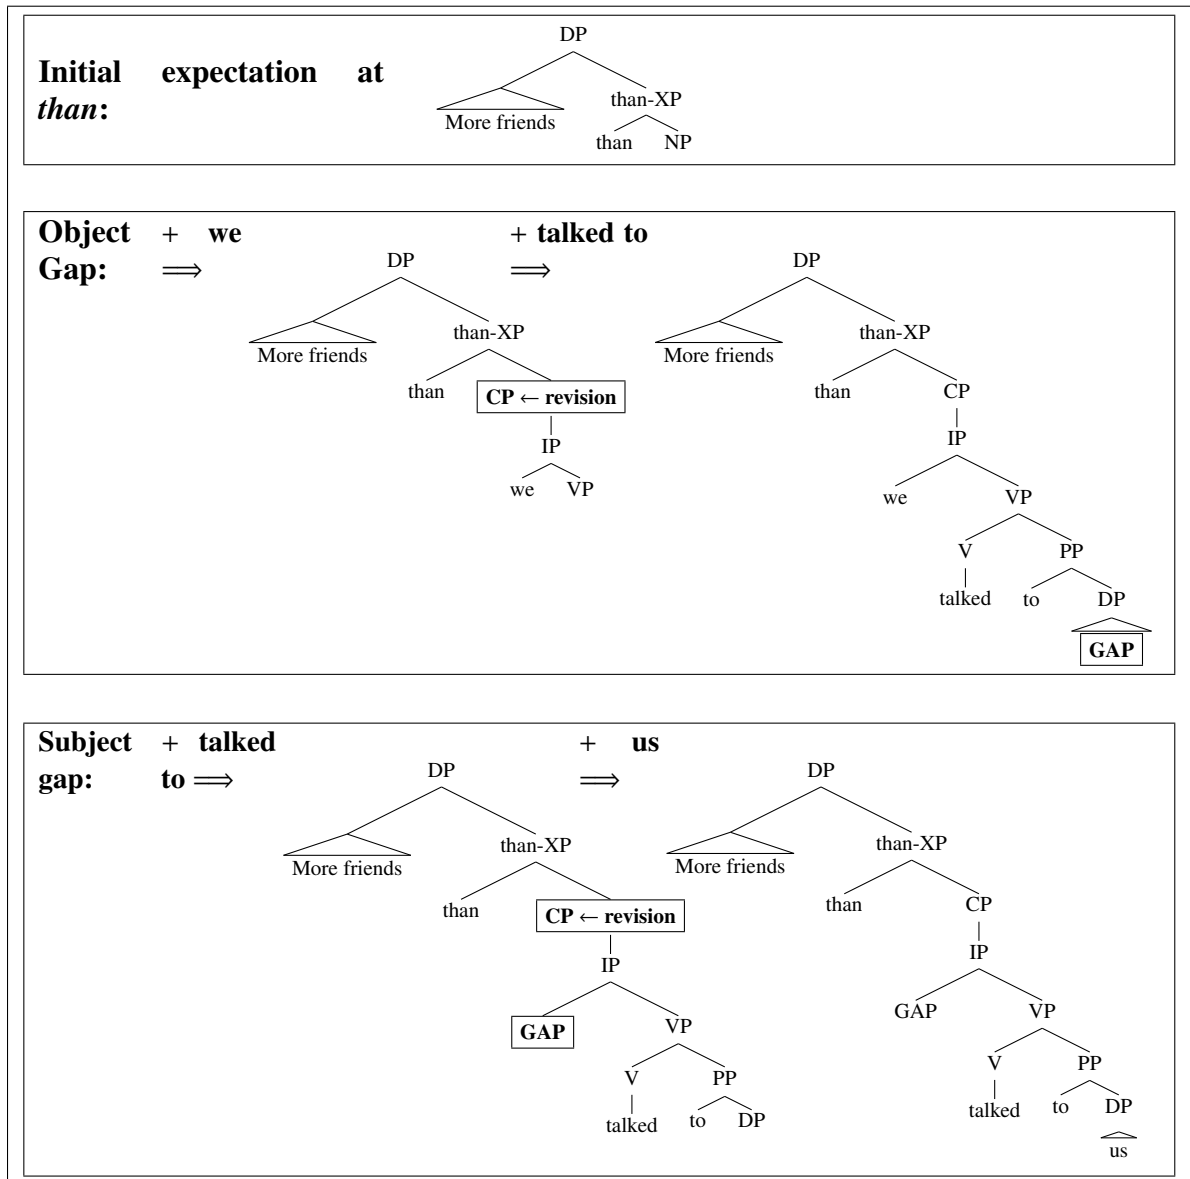 Initial expectation at
than:
DP
than-XP
More friends
than NP
Object + we + talked to
Gap: ⟹ ⟹
DP DP
than-XP than-XP
More friends More friends
than CP ← revision than CP
IP IP
we VP we VP
V PP
talked to DP
GAP
Subject + talked + us
gap: to ⟹ ⟹
DP DP
than-XP than-XP
More friends More friends
than CP ← revision than CP
IP IP
GAP VP GAP VP
V PP V PP
talked to DP talked to DP
us